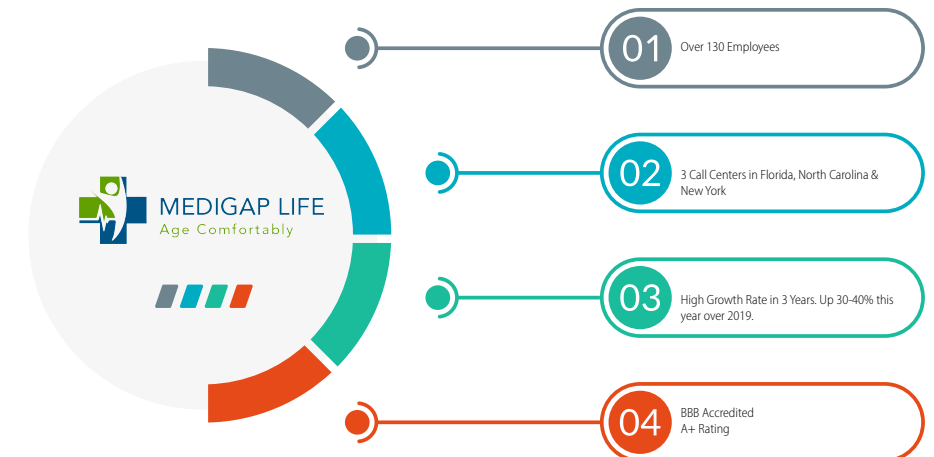 MEDIGAP LIFE
Age Comfortably
01
Over 130 Employees
02
3 Call Centers in Florida, North Carolina &
New York
03
High Growth Rate in 3 Years. Up 30-40% this
year over 2019.
04
BBB Accredited
A+ Rating